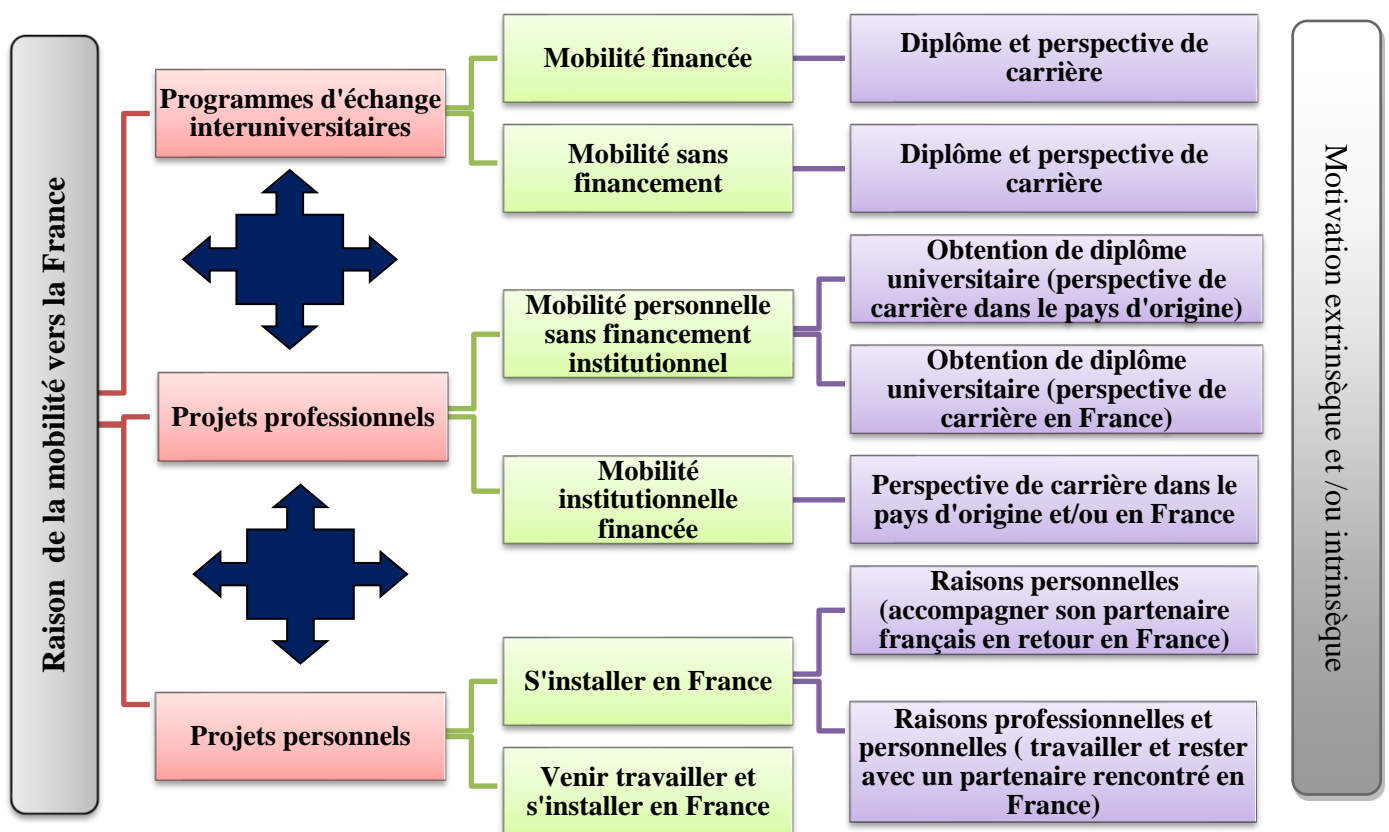 Raison de la mobilité vers la France
Programmes d'échange
interuniversitaires
Mobilité financée
Diplôme et perspective de
carrière
Mobilité sans
financement
Diplôme et perspective de
carrière
Projets professionnels
Mobilité personnelle
sans financement
institutionnel
Obtention de diplôme
universitaire (perspective de
carrière dans le pays d'origine)
Obtention de diplôme
universitaire (perspective de
carrière en France)
Mobilité
institutionnelle
financée
Perspective de carrière dans le
pays d'origine et/ou en France
Projets personnels
S'installer en France
Raisons personnelles
(accompagner son partenaire
français en retour en France)
Raisons professionnelles et
personnelles ( travailler et rester
avec un partenaire rencontré en
France)
Venir travailler et
s'installer en France
Motivation extrinsèque et /ou intrinsèque